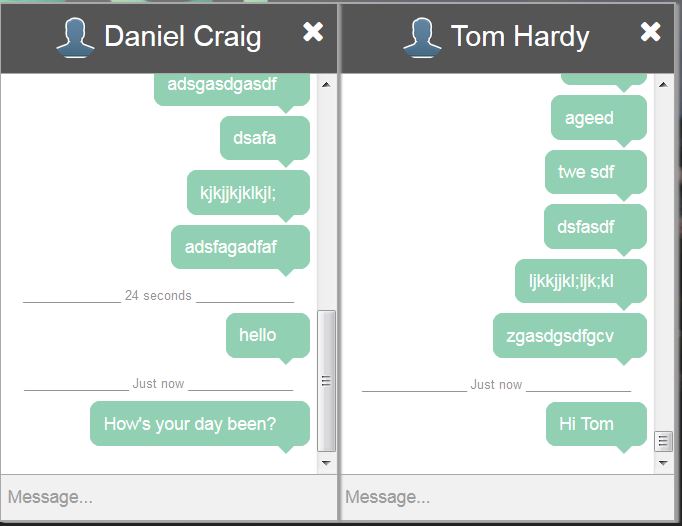 Daniel Craig
adsgasdgasdf
dsafa
kjkjjkjklkjl;
adsfagadfaf
24 seconds
hello
Just now
How's your day been?
Message...
Tom Hardy
ageed
twe sdf
dsfasdf
ljkkjjkl;ljk;kl
zgasdgsdfgcv
Just now
Hi Tom
Message...